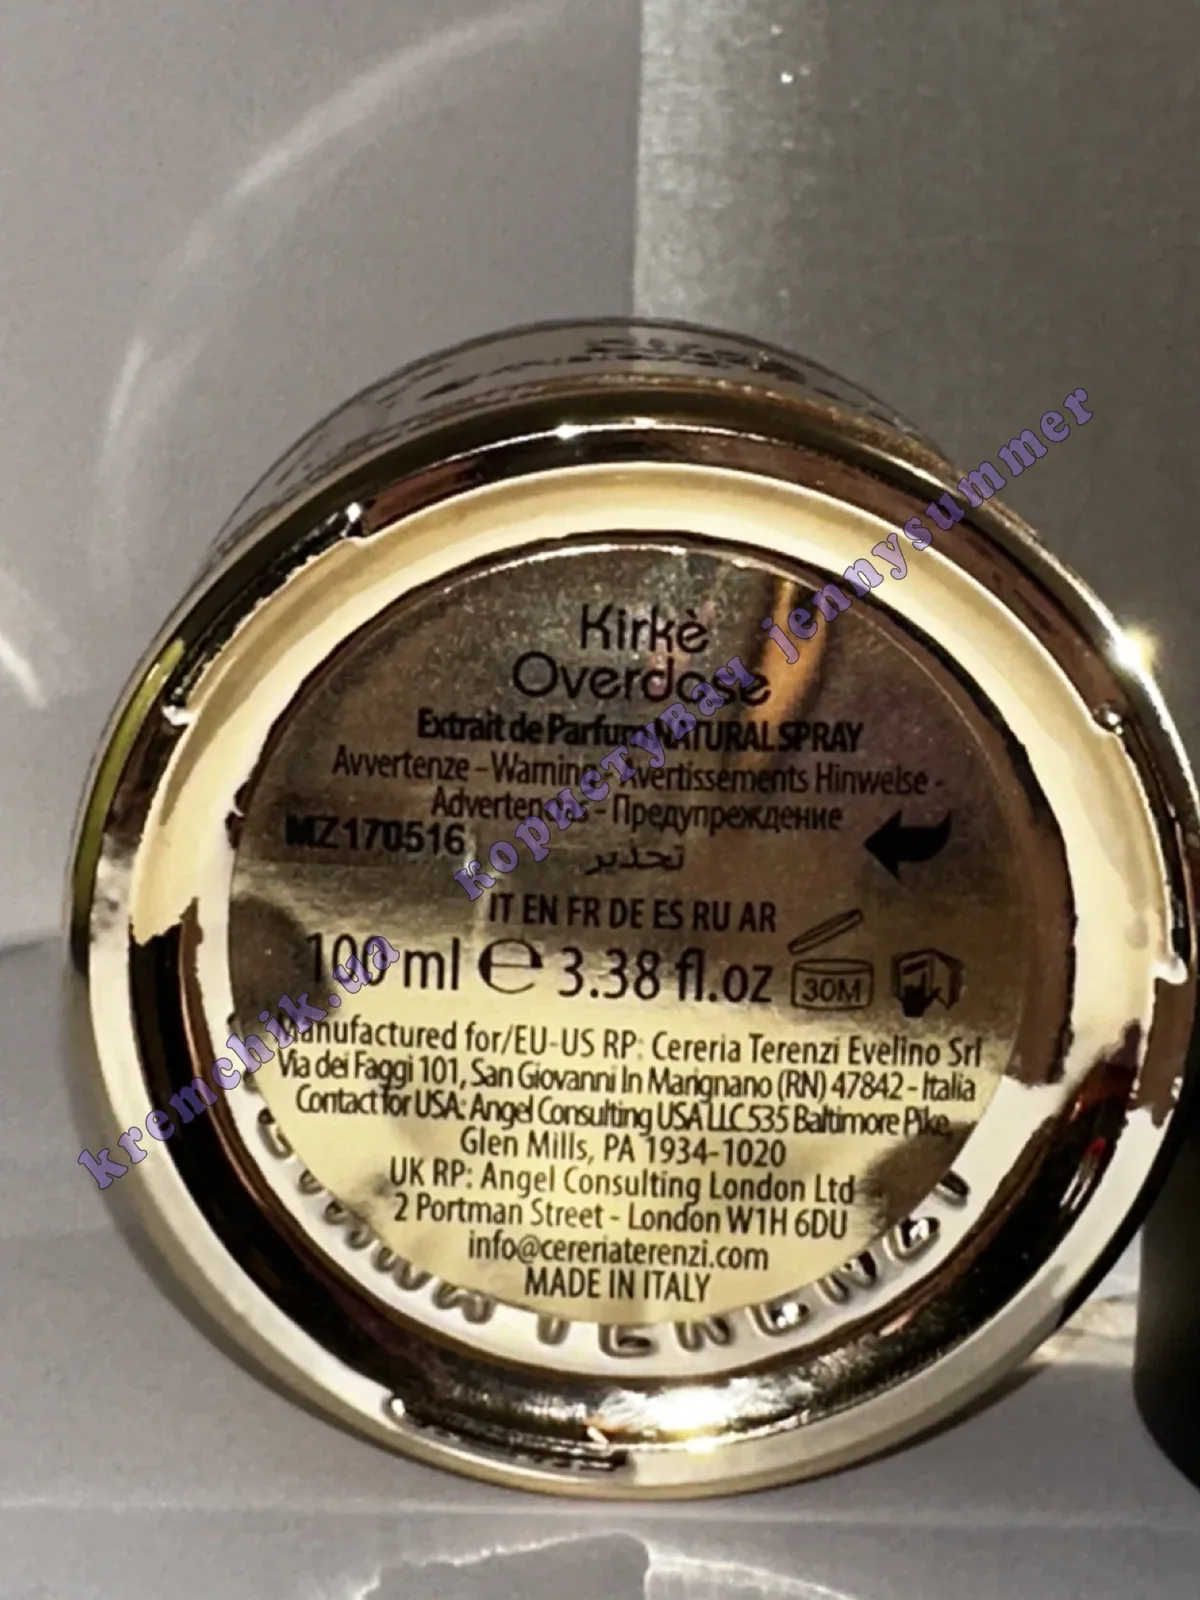 Kirkè
Overdose
Extrait de Parfum NATURAL SPRAY
Avvertenze - Warning - Avertissements Hinweise -
Advertencias - Предупреждение
MZ170516
تحذير
IT EN FR DE ES RU AR
100 ml ℮ 3.38 fl.oz
30M
Manufactured for/EU-US RP: Cereria Terenzi Evelino Srl
Via dei Faggi 101, San Giovanni In Marignano (RN) 47842 - Italia
Contact for USA: Angel Consulting USA LLC 535 Baltimore Pike,
Glen Mills, PA 1934-1020
UK RP: Angel Consulting London Ltd
2 Portman Street - London W1H 6DU
info@cereriaterenzi.com
MADE IN ITALY
kremchik.ua користувач jennysummer